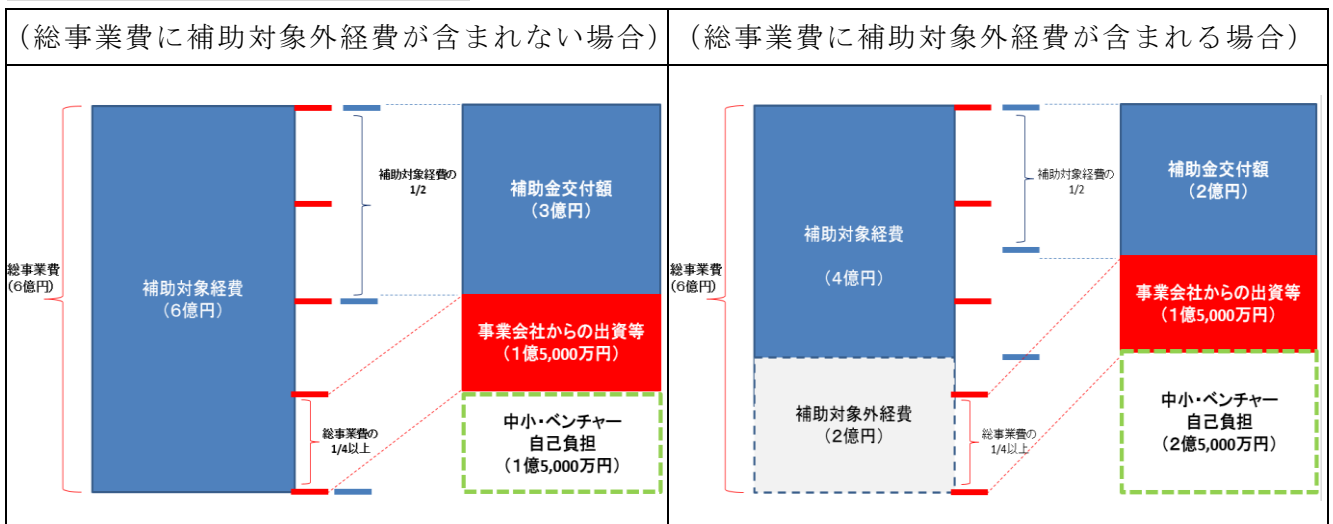 (総事業費に補助対象外経費が含まれない場合)
総事業費
(6億円)
補助対象経費
(6億円)
補助対象経費の
1/2
総事業費の
1/4以上
補助金交付額
(3億円)
事業会社からの出資等
(1億5,000万円)
中小・ベンチャー
自己負担
(1億5,000万円)
(総事業費に補助対象外経費が含まれる場合)
総事業費
(6億円)
補助対象経費
(4億円)
補助対象外経費
(2億円)
補助対象経費の
1/2
総事業費の
1/4以上
補助金交付額
(2億円)
事業会社からの出資等
(1億5,000万円)
中小・ベンチャー
自己負担
(2億5,000万円)